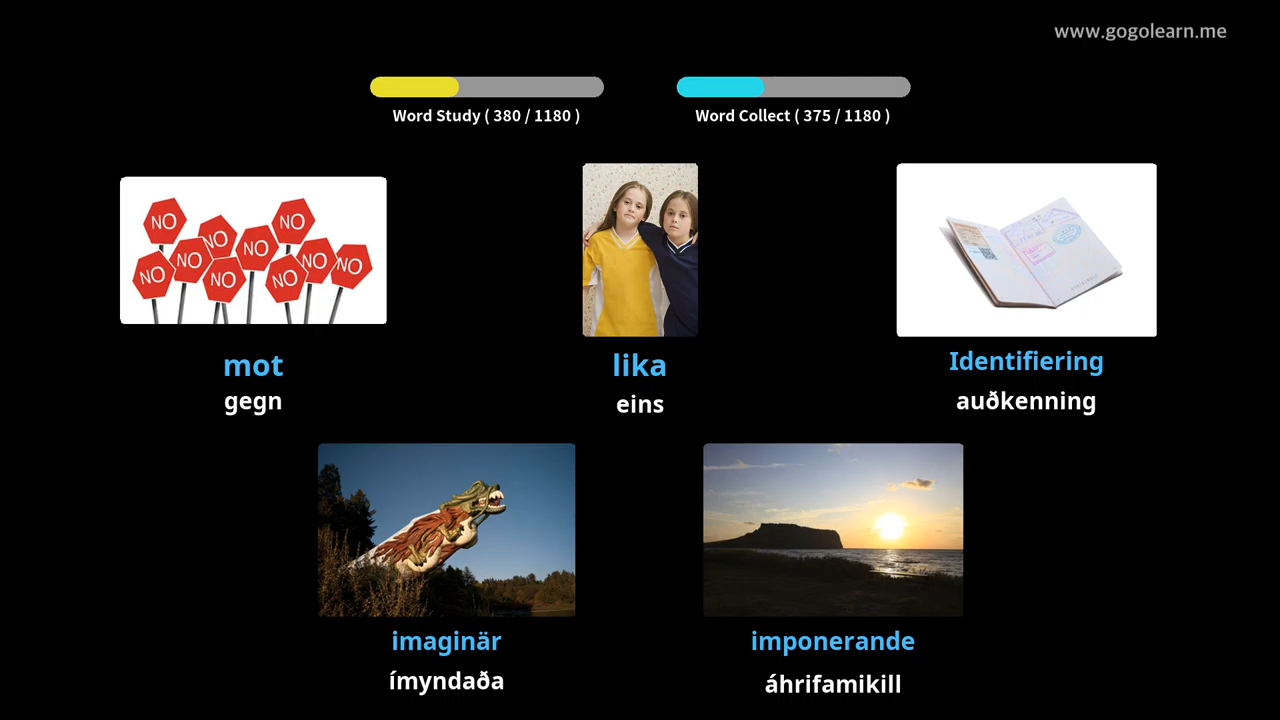 www.gogolearn.me
Word Study ( 380 / 1180 )
Word Collect ( 375 / 1180 )
NO
NO
NO
NO
NO
NO
NO
NO
NO
NO
mot
gegn
lika
eins
Identifiering
auðkenning
imaginär
ímyndaða
imponerande
áhrifamikill